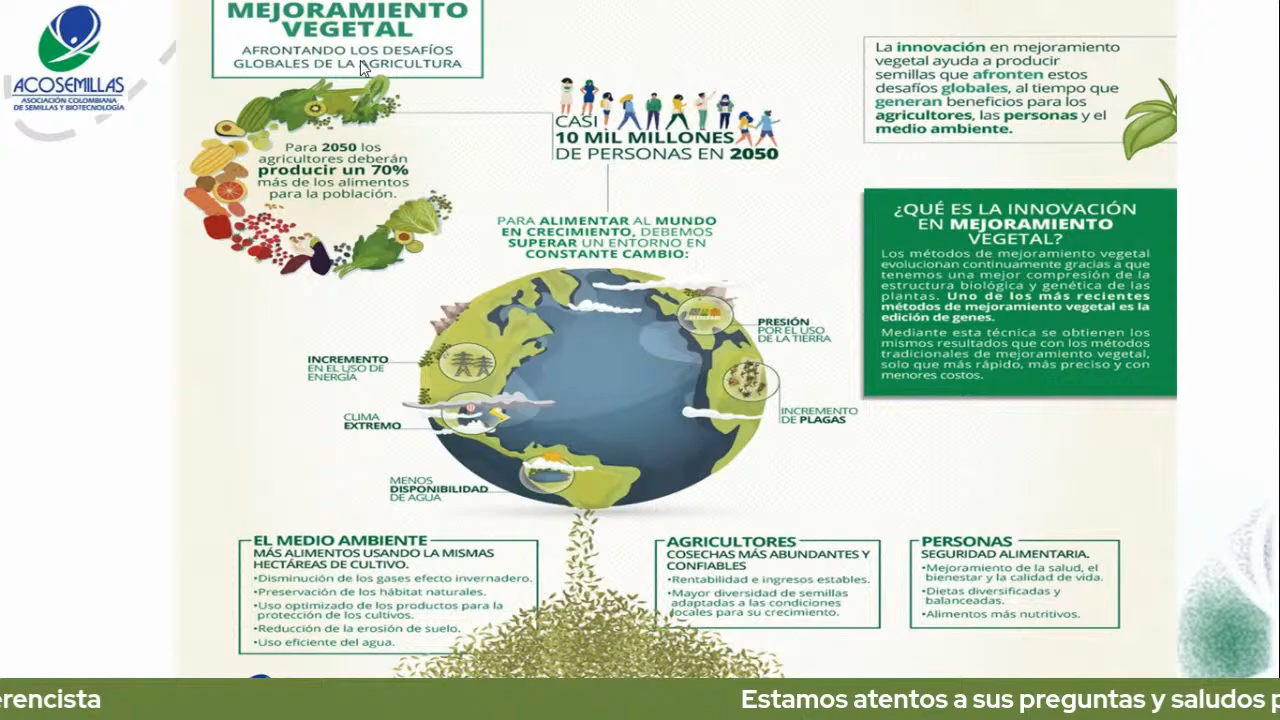 ACOSEMILLAS
ASOCIACIÓN COLOMBIANA
DE SEMILLAS Y BIOTECNOLOGÍA
MEJORAMIENTO
VEGETAL
AFRONTANDO LOS DESAFÍOS
GLOBALES DE LA AGRICULTURA
Para 2050 los
agricultores deberán
producir un 70%
más de los alimentos
para la población.
CASI
10 MIL MILLONES
DE PERSONAS EN 2050
La innovación en mejoramiento
vegetal ayuda a producir
semillas que afronten estos
desafíos globales, al tiempo que
generan beneficios para los
agricultores, las personas y el
medio ambiente.
PARA ALIMENTAR AL MUNDO
EN CRECIMIENTO, DEBEMOS
SUPERAR UN ENTORNO EN
CONSTANTE CAMBIO:
¿QUÉ ES LA INNOVACIÓN
EN MEJORAMIENTO
VEGETAL?
Los métodos de mejoramiento vegetal
evolucionan continuamente gracias a que
tenemos una mejor compresión de la
estructura biológica y genética de las
plantas. Uno de los más recientes
métodos de mejoramiento vegetal es la
edición de genes.
Mediante esta técnica se obtienen los
mismos resultados que con los métodos
tradicionales de mejoramiento vegetal,
solo que más rápido, más preciso y con
menores costos.
PRESIÓN
POR EL USO
DE LA TIERRA
INCREMENTO
EN EL USO DE
ENERGÍA
INCREMENTO
DE PLAGAS
CLIMA
EXTREMO
MENOS
DISPONIBILIDAD
DE AGUA
EL MEDIO AMBIENTE
MÁS ALIMENTOS USANDO LA MISMAS
HECTÁREAS DE CULTIVO.
•Disminución de los gases efecto invernadero.
•Preservación de los hábitat naturales.
•Uso optimizado de los productos para la
protección de los cultivos.
•Reducción de la erosión de suelo.
•Uso eficiente del agua.
AGRICULTORES
COSECHAS MÁS ABUNDANTES Y
CONFIABLES
•Rentabilidad e ingresos estables.
•Mayor diversidad de semillas
adaptadas a las condiciones
locales para su crecimiento.
PERSONAS
SEGURIDAD ALIMENTARIA.
•Mejoramiento de la salud, el
bienestar y la calidad de vida.
•Dietas diversificadas y
balanceadas.
•Alimentos más nutritivos.
erencista
Estamos atentos a sus preguntas y saludos p